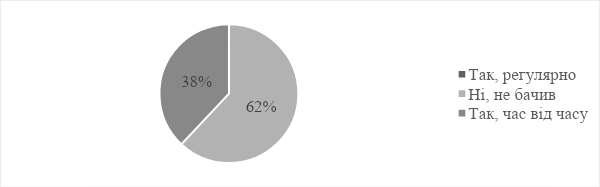 38%
62%
Так, регулярно
Ні, не бачив
Так, час від часу